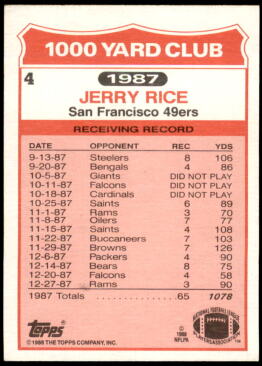 1000 YARD CLUB
4
1987
JERRY RICE
San Francisco 49ers
RECEIVING RECORD
DATE OPPONENT REC YDS
9-13-87 Steelers 8 106
9-20-87 Bengals 4 86
10-5-87 Giants DID NOT PLAY
10-11-87 Falcons DID NOT PLAY
10-18-87 Cardinals DID NOT PLAY
10-25-87 Saints 6 89
11-1-87 Rams 3 70
11-8-87 Oilers 7 77
11-15-87 Saints 4 108
11-22-87 Buccaneers 7 103
11-29-87 Browns 7 126
12-6-87 Packers 4 90
12-14-87 Bears 8 75
12-20-87 Falcons 4 58
12-27-87 Rams 3 90
1987 Totals 65 1078
Topps
© 1988 THE TOPPS COMPANY, INC.
© 1988 NFLPA
NATIONAL FOOTBALL LEAGUE
PLAYERS ASSOCIATION